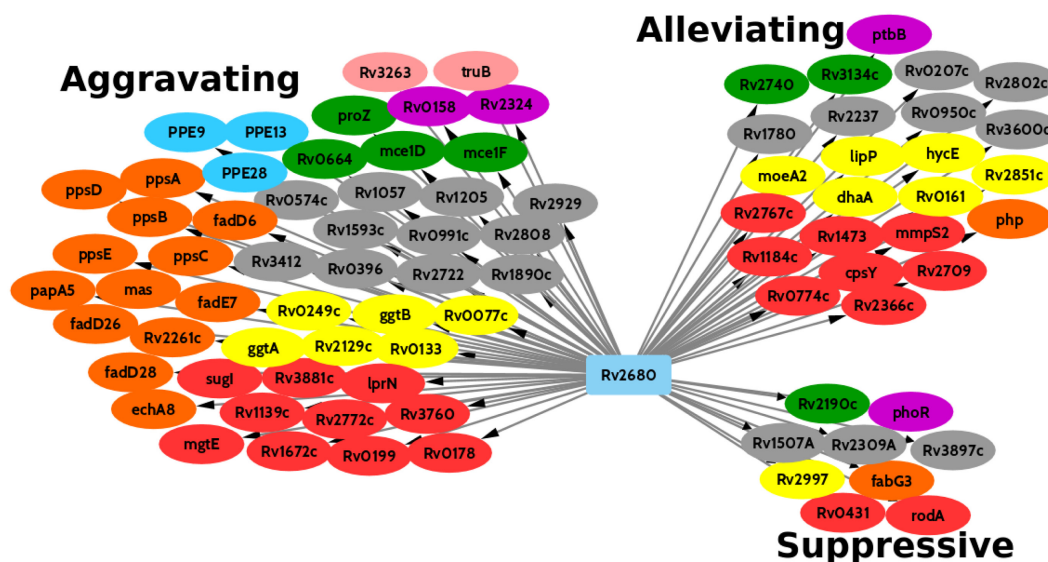 Aggravating
Rv3263
truB
proZ
Rv0158
Rv2324
PPE9
PPE13
Rv0664
mce1D
mce1F
PPE28
ppsD
ppsA
Rv0574c
Rv1057
Rv1205
Rv2929
ppsB
fadD6
Rv1593c
Rv0991c
Rv2808
ppsE
ppsC
Rv3412
Rv0396
Rv2722
Rv1890c
papA5
mas
fadE7
Rv0249c
ggtB
Rv0077c
fadD26
Rv2261c
ggtA
Rv2129c
Rv0133
fadD28
sugI
Rv3881c
lprN
echA8
Rv1139c
Rv2772c
Rv3760
mgtE
Rv1672c
Rv0199
Rv0178
Rv2680
Alleviating
ptbB
Rv2740
Rv3134c
Rv0207c
Rv2802c
Rv1780
Rv2237
Rv0950c
Rv3600c
moeA2
lipP
hycE
Rv2851c
dhaA
Rv0161
Rv2767c
Rv1473
mmpS2
php
Rv1184c
cpsY
Rv2709
Rv0774c
Rv2366c
Rv2190c
phoR
Rv1507A
Rv2309A
Rv3897c
Rv2997
fabG3
Rv0431
rodA
Suppressive